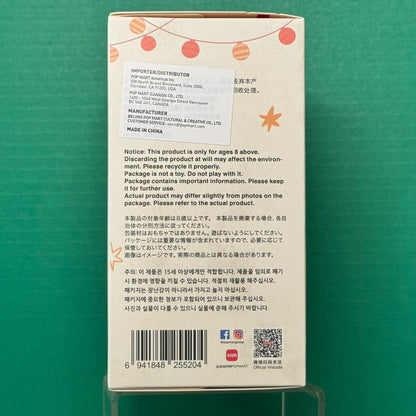 IMPORTER/DISTRIBUTOR
POP MART Americas Inc.
Glendale, CA 91203, USA
POP MART (CANADA) CO., LTD.
BC V6E, CANADA
MANUFACTURER
BEIJING POP MART CULTURAL & CREATIVE CO., LTD.
MADE IN CHINA
Notice: This product is only for ages 8 above.
Discarding the product at will may affect the environ-
ment. Please recycle it properly.
Package is not a toy. Do not play with it.
Package contains important information. Please keep
it for further use.
Actual product may differ slightly from photos on the
package. Please refer to the actual product.
本製品の対象年齢は8歳以上です。 本製品を廃棄する場合、各自
治体の分別に従ってください。
包装材はおもちゃではありません。遊ばないようにしてください。
パッケージには重要な情報が含まれていますので、必要に応じて
保管しておいてください。
イメージ画像です。実際の商品とは異なる場合があります。
주의: 이 제품은 15세 이상에게만 적합합니다. 제품을 임의로 폐기
시 환경에 영향을 끼칠 수 있습니다. 적절히 재활용 해주십시오.
패키지는 장난감이 아니라서 가지고 놀지 마십시오.
패키지에 중요한 정보가 포함되어 있으니 보관해 주십시오.
사진과 실물이 다를 수 있으니 실물에 준해 주시기 바랍니다.
6 941848 255204
Official Website